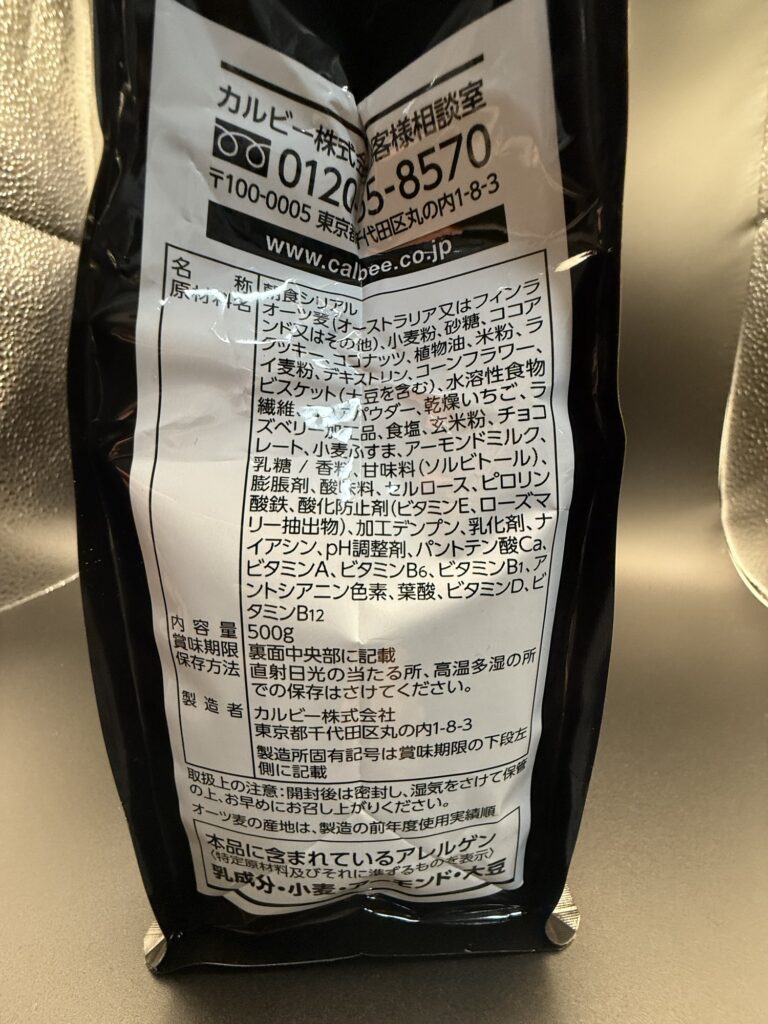 カルビー株式 客様相談室
0120 5-8570
〒100-0005 東京 千代田区丸の内1-8-3
www.calbee.co.jp
名称 朝食シリアル
原材料名 オーツ麦(オーストラリア又はフィンラ
ンド又はその他)、小麦粉、砂糖、ココア
クッキー、ココナッツ、植物油、米粉、ラ
イ麦粉、デキストリン、コーンフラワー、
ビスケット(大豆を含む)、水溶性食物
繊維、パウダー、乾燥いちご、ラ
ズベリー加工品、食塩、玄米粉、チョコ
レート、小麦ふすま、アーモンドミルク、
乳糖 / 香料、甘味料(ソルビトール)、
膨脹剤、酸味料、セルロース、ピロリン
酸鉄、酸化防止剤(ビタミンE、ローズマ
リー抽出物)、加工デンプン、乳化剤、ナ
イアシン、pH調整剤、パントテン酸Ca、
ビタミンA、ビタミンB6、ビタミンB1、ア
ントシアニン色素、葉酸、ビタミンD、ビ
タミンB12
内容量 500g
賞味期限 裏面中央部に記載
保存方法 直射日光の当たる所、高温多湿の所
での保存はさけてください。
製造者 カルビー株式会社
東京都千代田区丸の内1-8-3
製造所固有記号は賞味期限の下段左
側に記載
取扱上の注意:開封後は密封し、湿気をさけて保管
の上、お早めにお召し上がりください。
オーツ麦の産地は、製造の前年度使用実績順
本品に含まれているアレルゲン
(特定原材料及びそれに準ずるものを表示)
乳成分・小麦・アーモンド・大豆